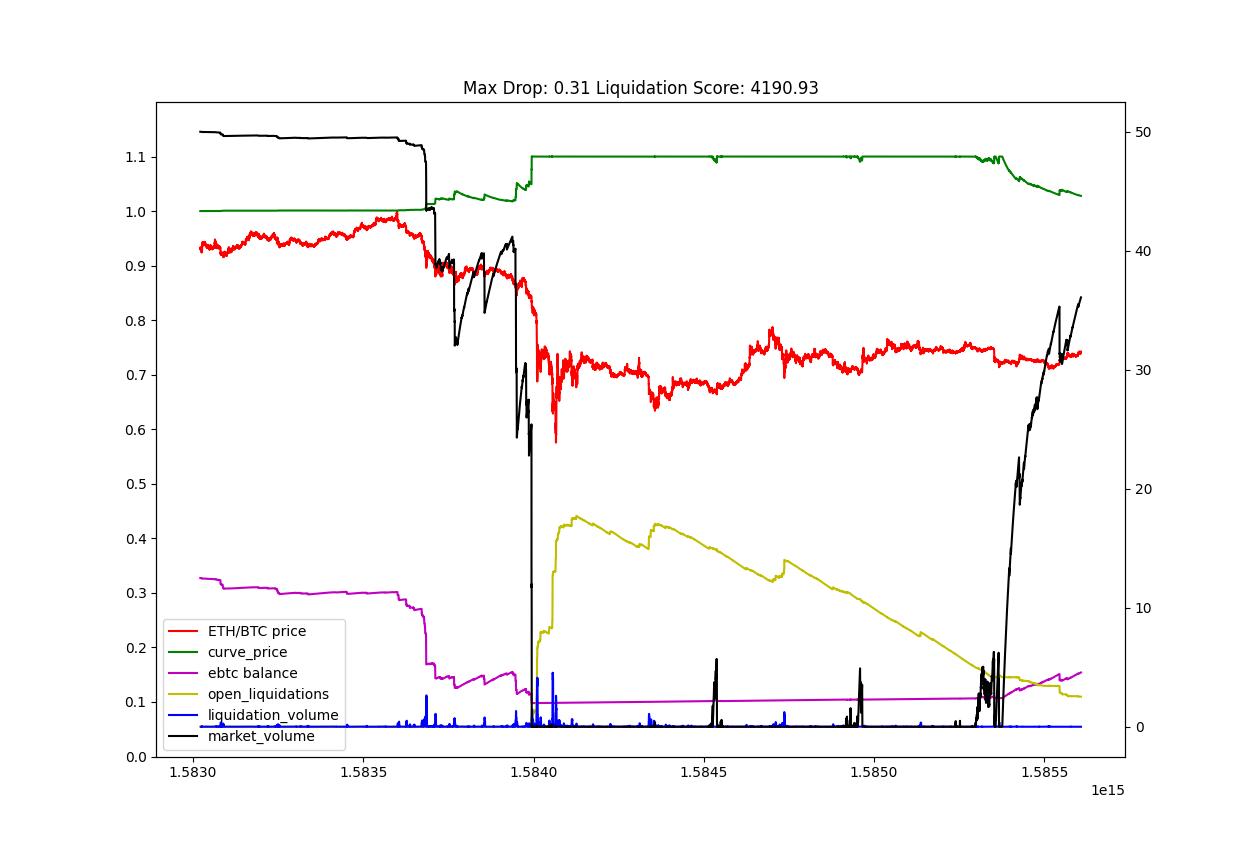 Max Drop: 0.31 Liquidation Score: 4190.93
1.1
1.0
0.9
0.8
0.7
0.6
0.5
0.4
0.3
0.2
0.1
0.0
50
40
30
20
10
0
ETH/BTC price
curve_price
ebtc balance
open_liquidations
liquidation_volume
market_volume
1.5830 1.5835 1.5840 1.5845 1.5850 1.5855
1e15